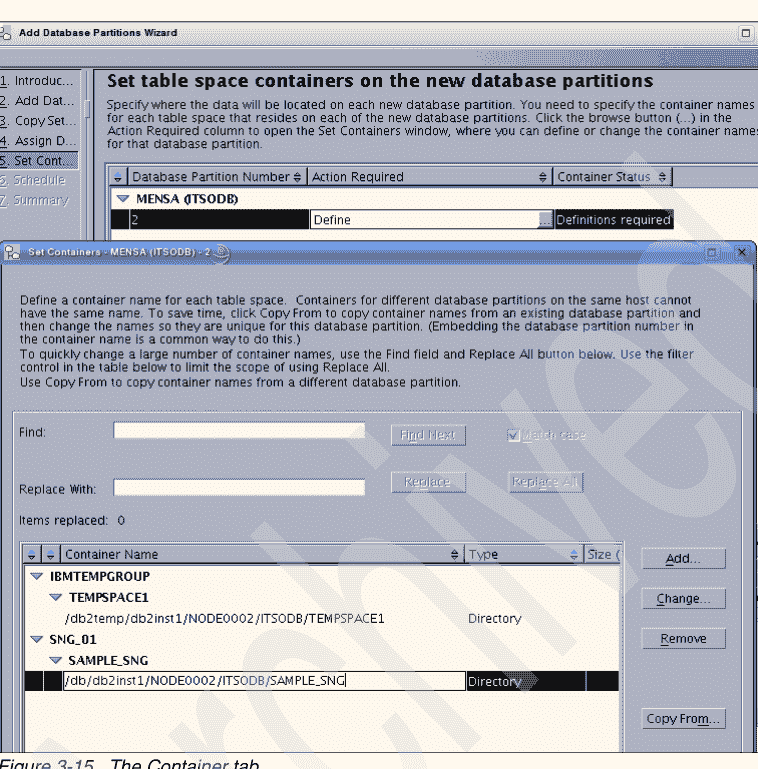 Add Database Partitions Wizard
1. Introduc...
2. Add Dat...
3. Copy Set...
4. Assign D...
5. Set Cont...
6. Schedule
7. Summary
Set table space containers on the new database partitions
Specify where the data will be located on each new database partition. You need to specify the container names
for each table space that resides on each of the new database partitions. Click the browse button (...) in the
Action Required column to open the Set Containers window, where you can define or change the container names
for that database partition.
Database Partition Number Action Required Container Status
MENSA (ITSODB)
2 Define ... Definitions required
Set Containers - MENSA (ITSODB) - 2
Define a container name for each table space. Containers for different database partitions on the same host cannot
have the same name. To save time, click Copy From to copy container names from an existing database partition and
then change the names so they are unique for this database partition. (Embedding the database partition number in
the container name is a common way to do this.)
To quickly change a large number of container names, use the Find field and Replace All button below. Use the filter
control in the table below to limit the scope of using Replace All.
Use Copy From to copy container names from a different database partition.
Find: Find Next Match case
Replace With: Replace Replace All
Items replaced: 0
Container Name Type Size (
IBMTEMPGROUP
TEMPSPACE1
/db2temp/db2inst1/NODE0002/ITSODB/TEMPSPACE1 Directory
SNG_01
SAMPLE_SNG
/db/db2inst1/NODE0002/ITSODB/SAMPLE_SNG Directory
Add...
Change...
Remove
Copy From...
Figure 3-15 The Container tab